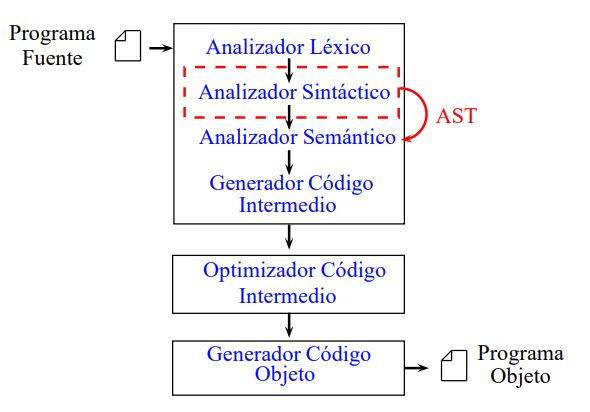 Programa
Fuente
Analizador Léxico
Analizador Sintáctico
AST
Analizador Semántico
Generador Código
Intermedio
Optimizador Código
Intermedio
Generador Código
Objeto
Programa
Objeto